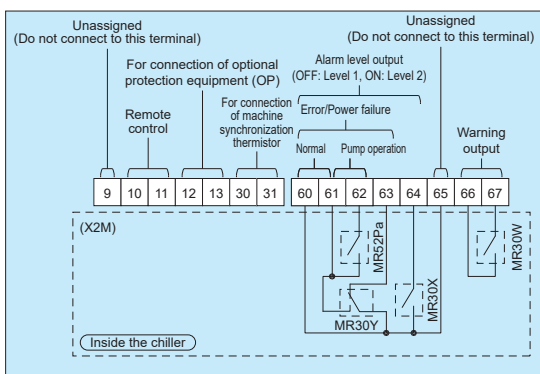 Unassigned
(Do not connect to this terminal)
Unassigned
(Do not connect to this terminal)
For connection of optional
protection equipment (OP)
Alarm level output
(OFF: Level 1, ON: Level 2)
Remote
control
For connection
of machine
synchronization
thermistor
Error/Power failure
Normal
Pump operation
Warning
output
9 10 11 12 13 30 31 60 61 62 63 64 65 66 67
(X2M)
MR52Pa
MR30Y
MR30X
MR30W
Inside the chiller